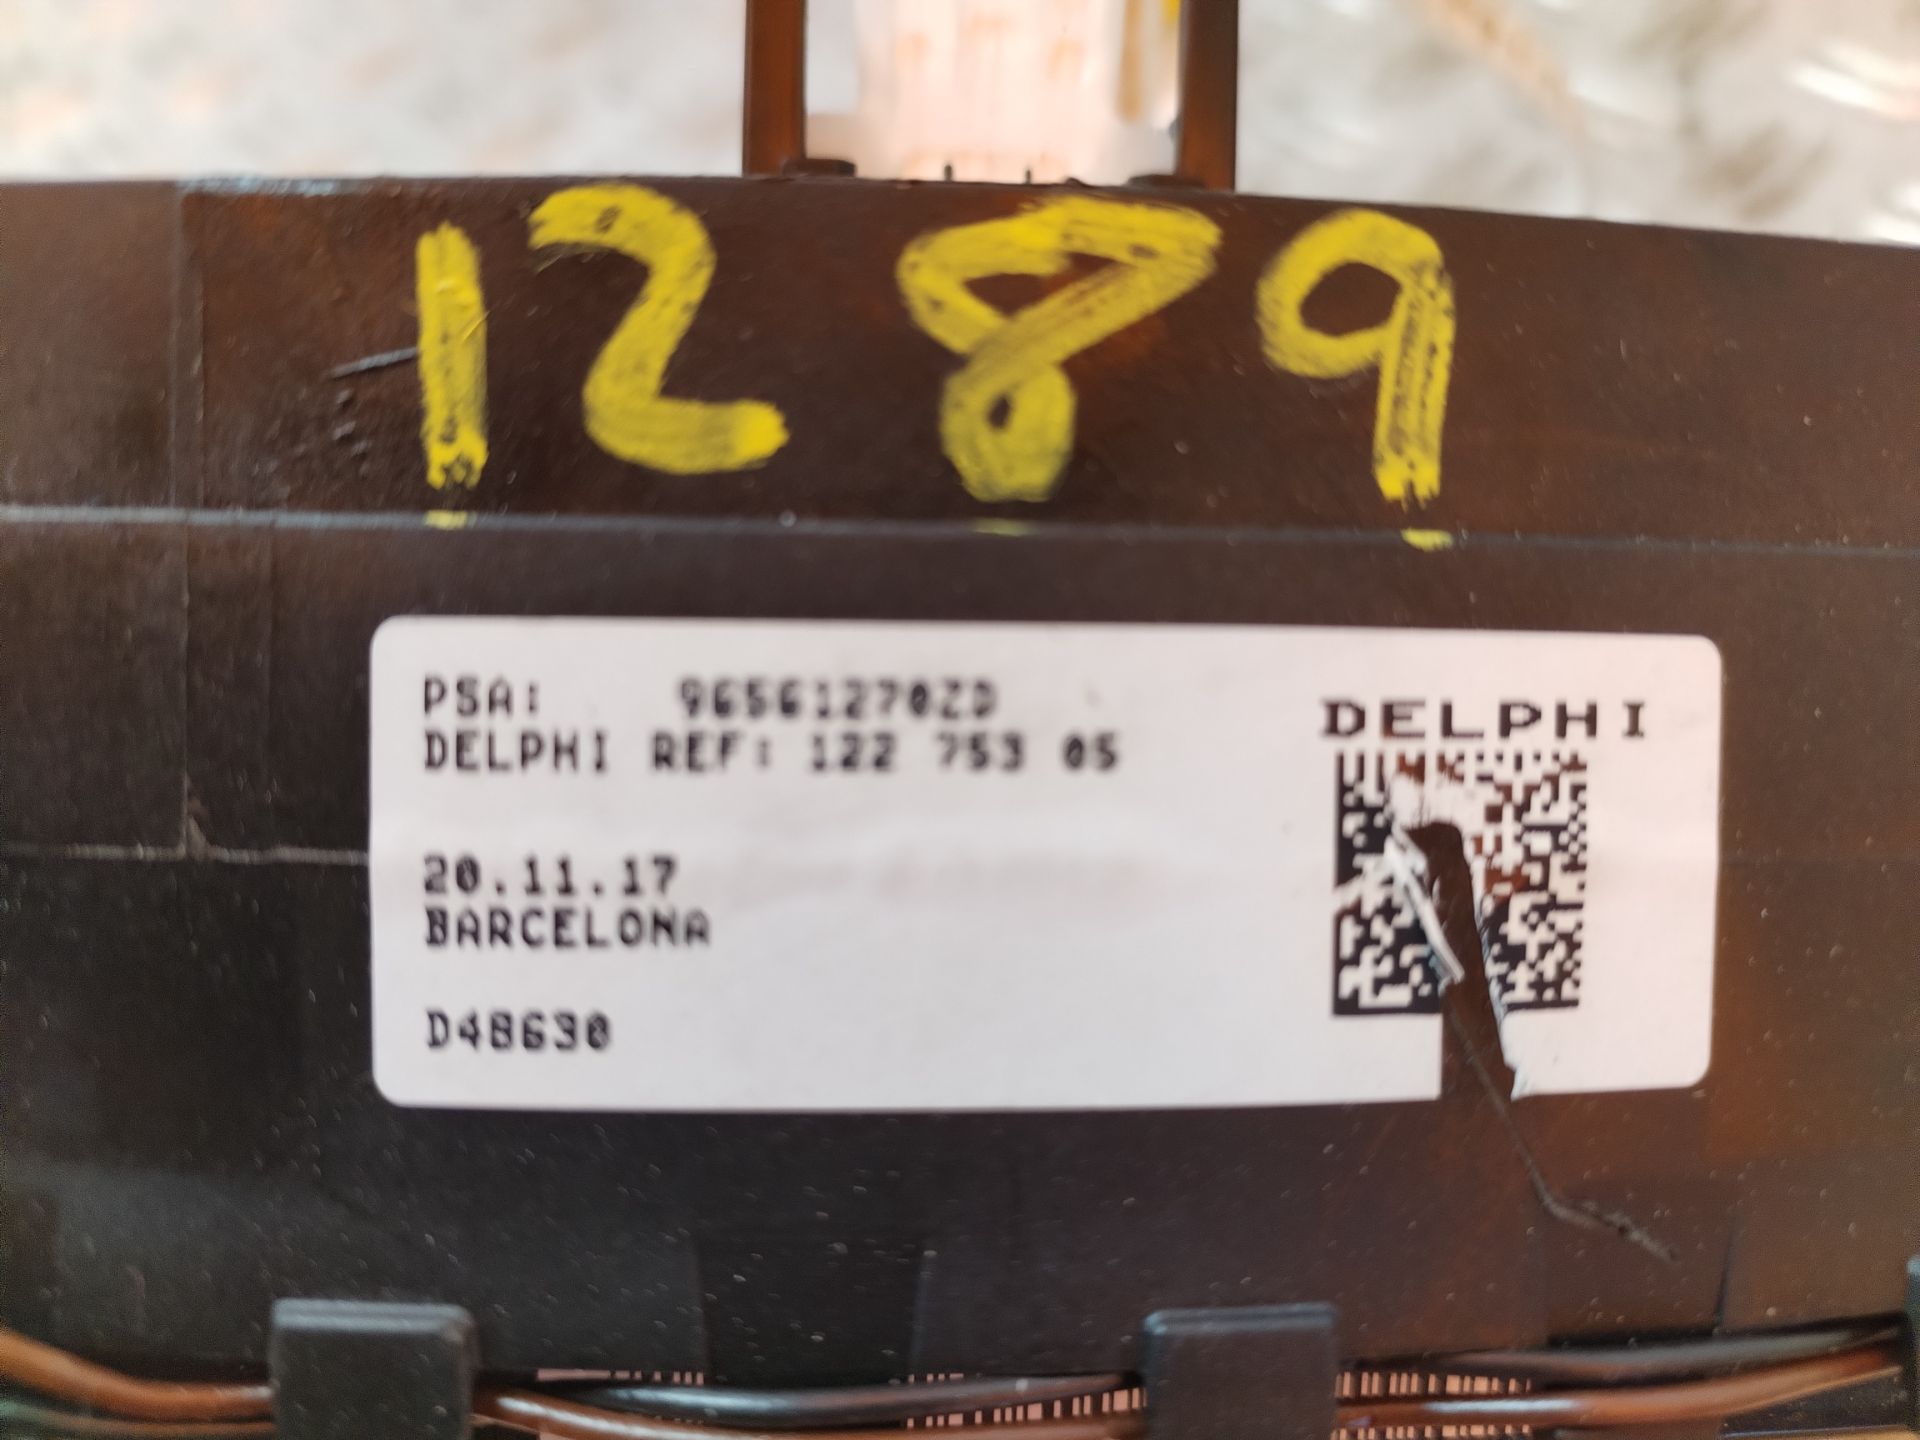 1289
PSA: 96561270ZD
DELPHI REF: 122 753 05
DELPHI
20.11.17
BARCELONA
D48630